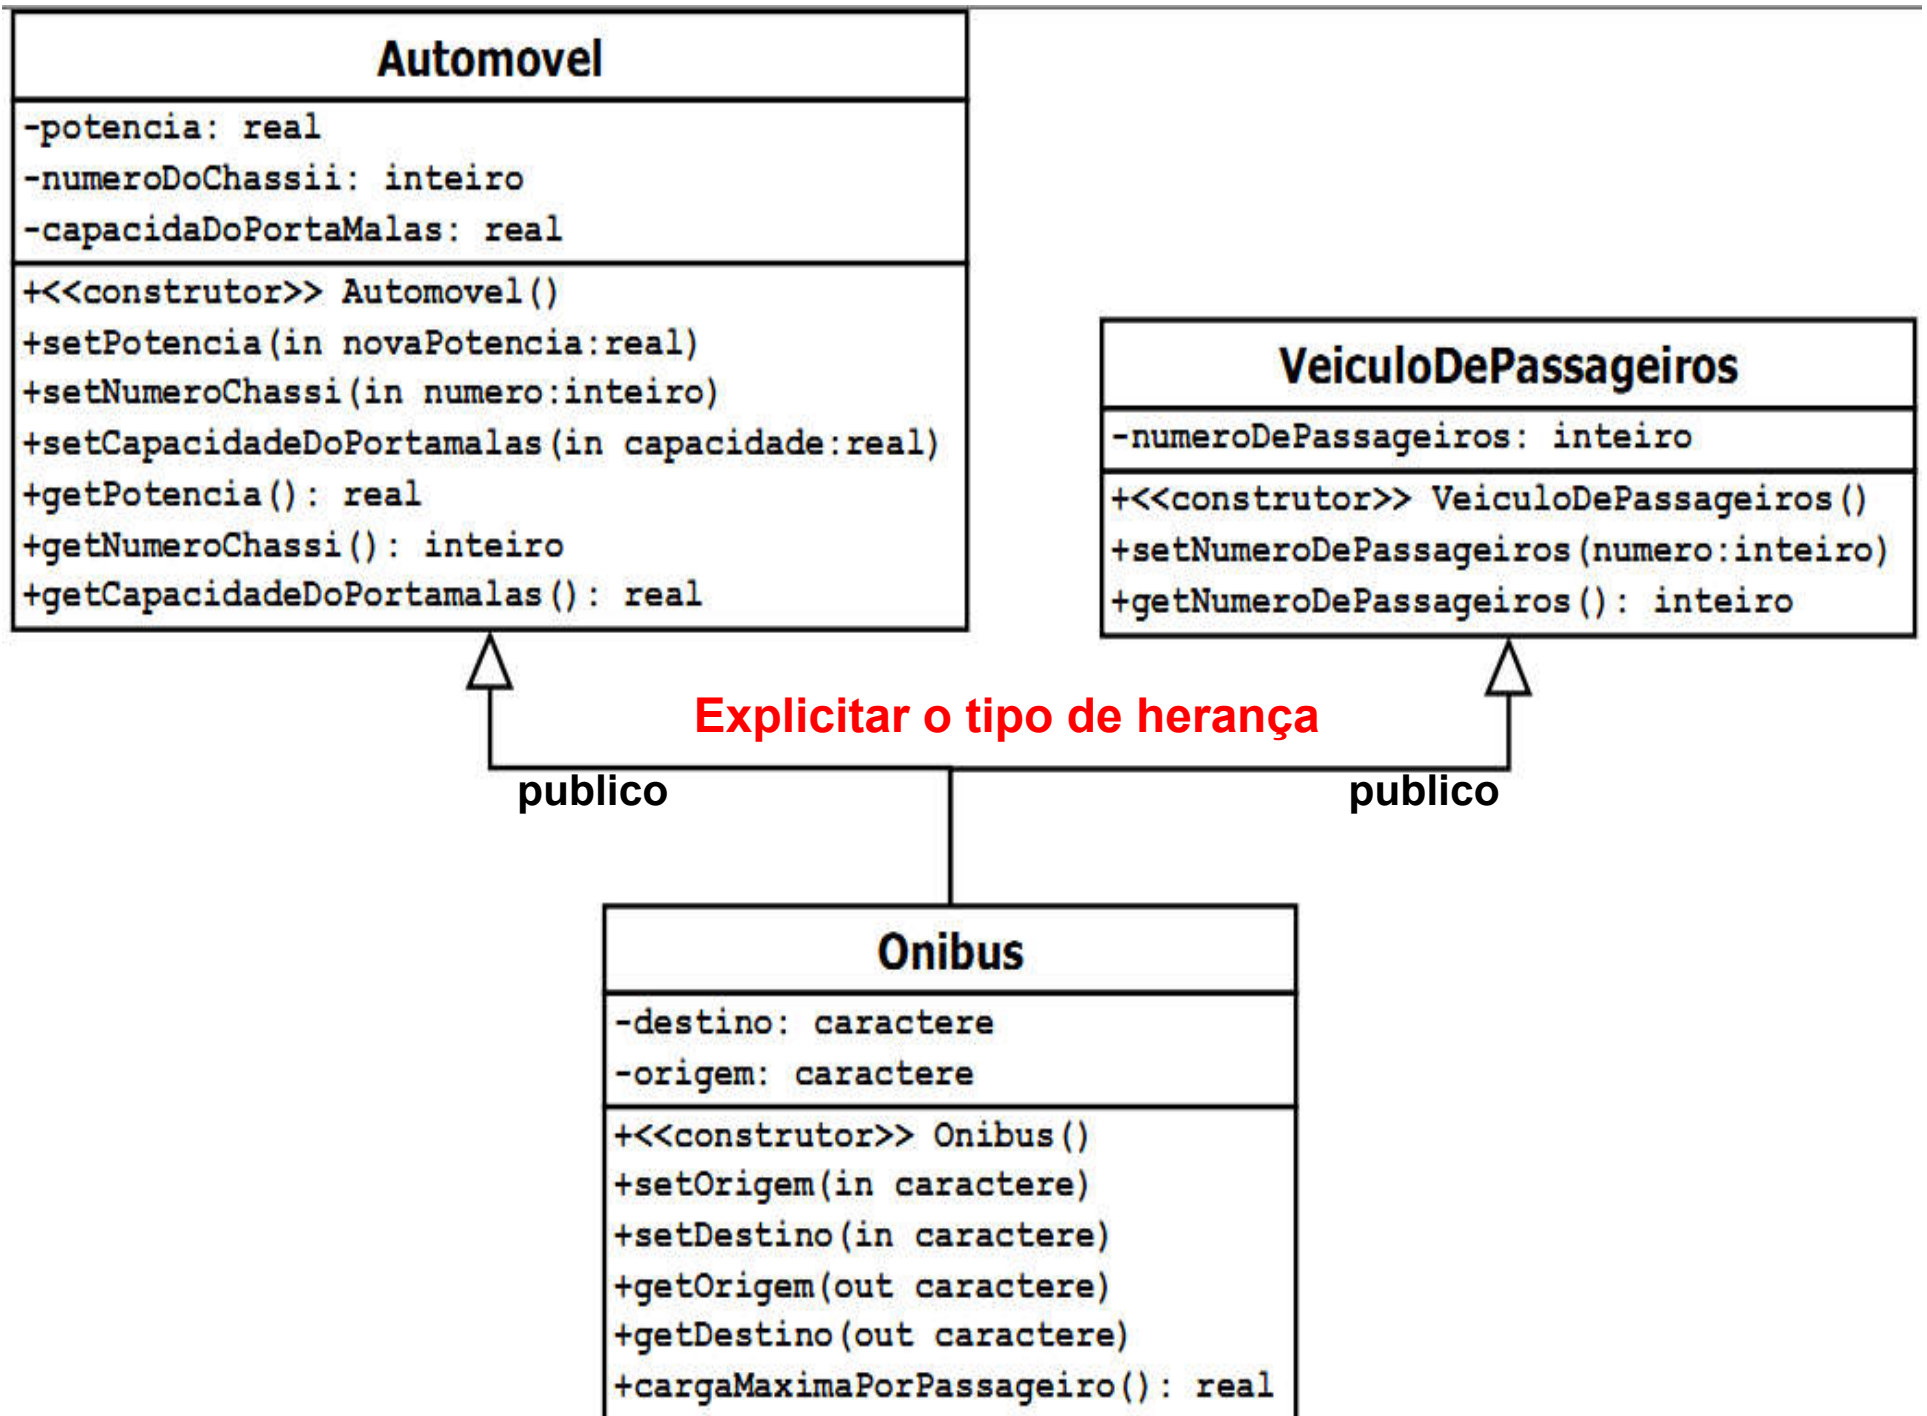 Automovel
-potencia: real
-numeroDoChassii: inteiro
-capacidaDoPortaMalas: real
+<<construtor>> Automovel()
+setPotencia(in novaPotencia:real)
+setNumeroChassi(in numero:inteiro)
+setCapacidadeDoPortamalas(in capacidade:real)
+getPotencia(): real
+getNumeroChassi(): inteiro
+getCapacidadeDoPortamalas(): real
VeiculoDePassageiros
-numeroDePassageiros: inteiro
+<<construtor>> VeiculoDePassageiros()
+setNumeroDePassageiros(numero:inteiro)
+getNumeroDePassageiros(): inteiro
Explicitar o tipo de herança
publico
publico
Onibus
-destino: caractere
-origem: caractere
+<<construtor>> Onibus()
+setOrigem(in caractere)
+setDestino(in caractere)
+getOrigem(out caractere)
+getDestino(out caractere)
+cargaMaximaPorPassageiro(): real